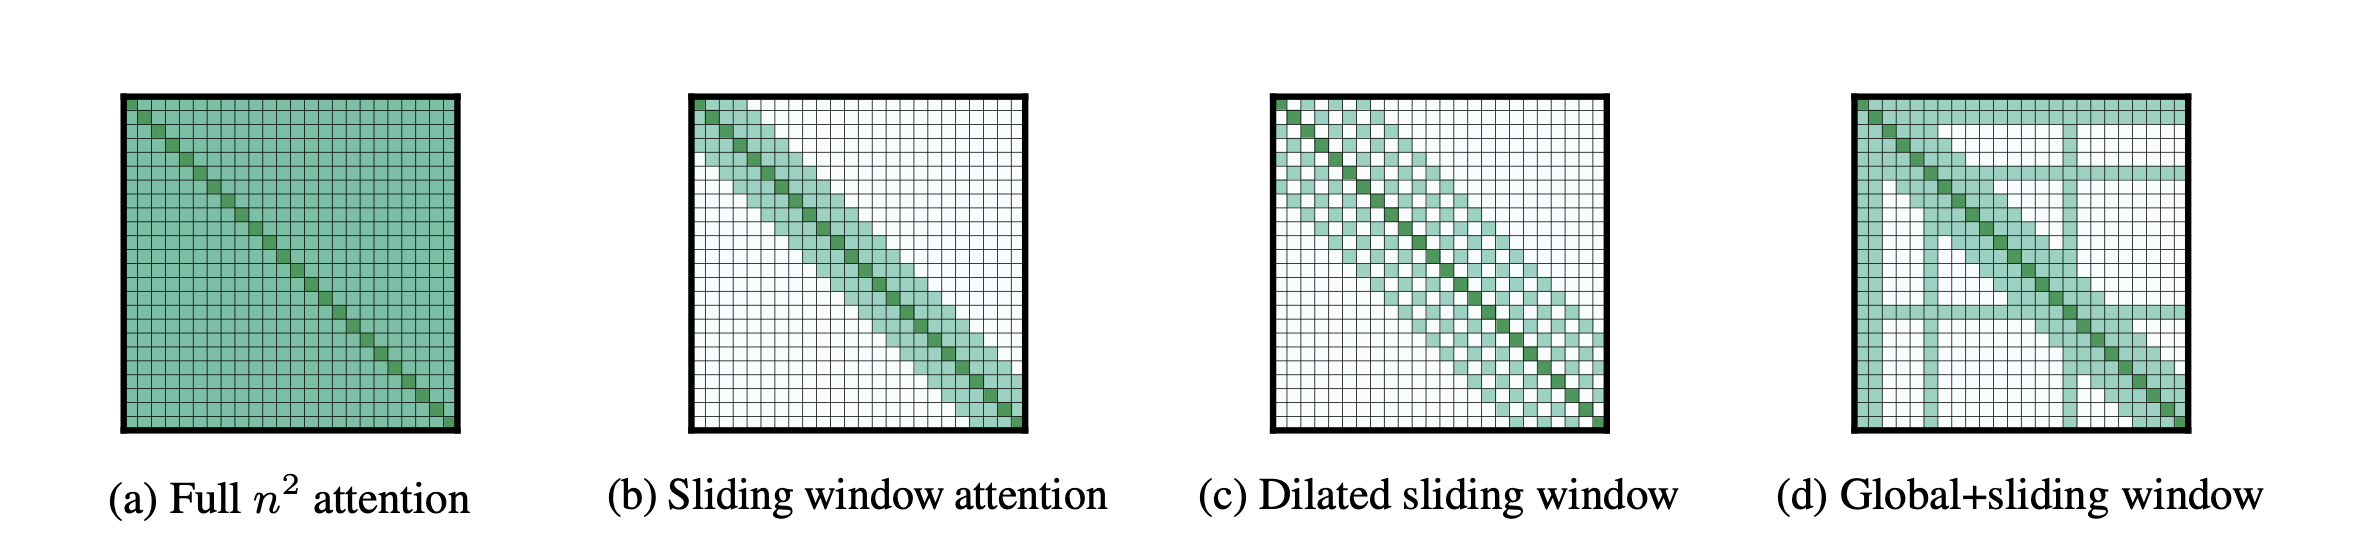 (a) Full n² attention
(b) Sliding window attention
(c) Dilated sliding window
(d) Global+sliding window